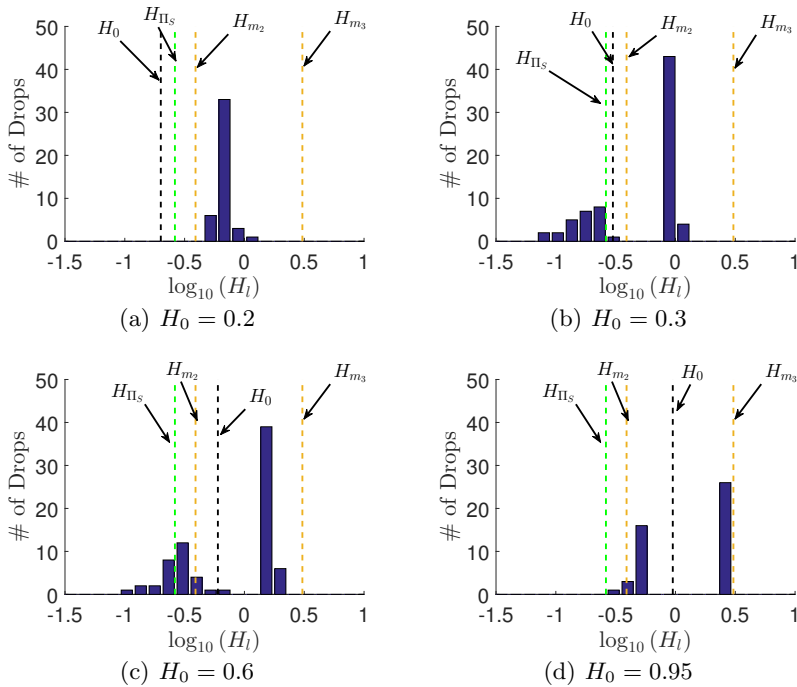 H_0 H_{Π_S} H_{m_2} H_{m_3}
# of Drops
50
40
30
20
10
0
-1.5 -1 -0.5 0 0.5 1
log_{10} (H_l)
(a) H_0 = 0.2
H_{Π_S} H_0 H_{m_2} H_{m_3}
# of Drops
50
40
30
20
10
0
-1.5 -1 -0.5 0 0.5 1
log_{10} (H_l)
(b) H_0 = 0.3
H_{Π_S} H_{m_2} H_0 H_{m_3}
# of Drops
50
40
30
20
10
0
-1.5 -1 -0.5 0 0.5 1
log_{10} (H_l)
(c) H_0 = 0.6
H_{Π_S} H_{m_2} H_0 H_{m_3}
# of Drops
50
40
30
20
10
0
-1.5 -1 -0.5 0 0.5 1
log_{10} (H_l)
(d) H_0 = 0.95